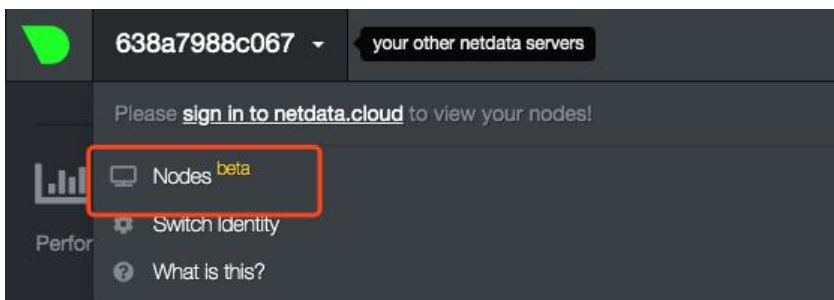 638a7988c067
your other netdata servers
Please sign in to netdata.cloud to view your nodes!
Nodes beta
Switch Identity
Perfor
What is this?